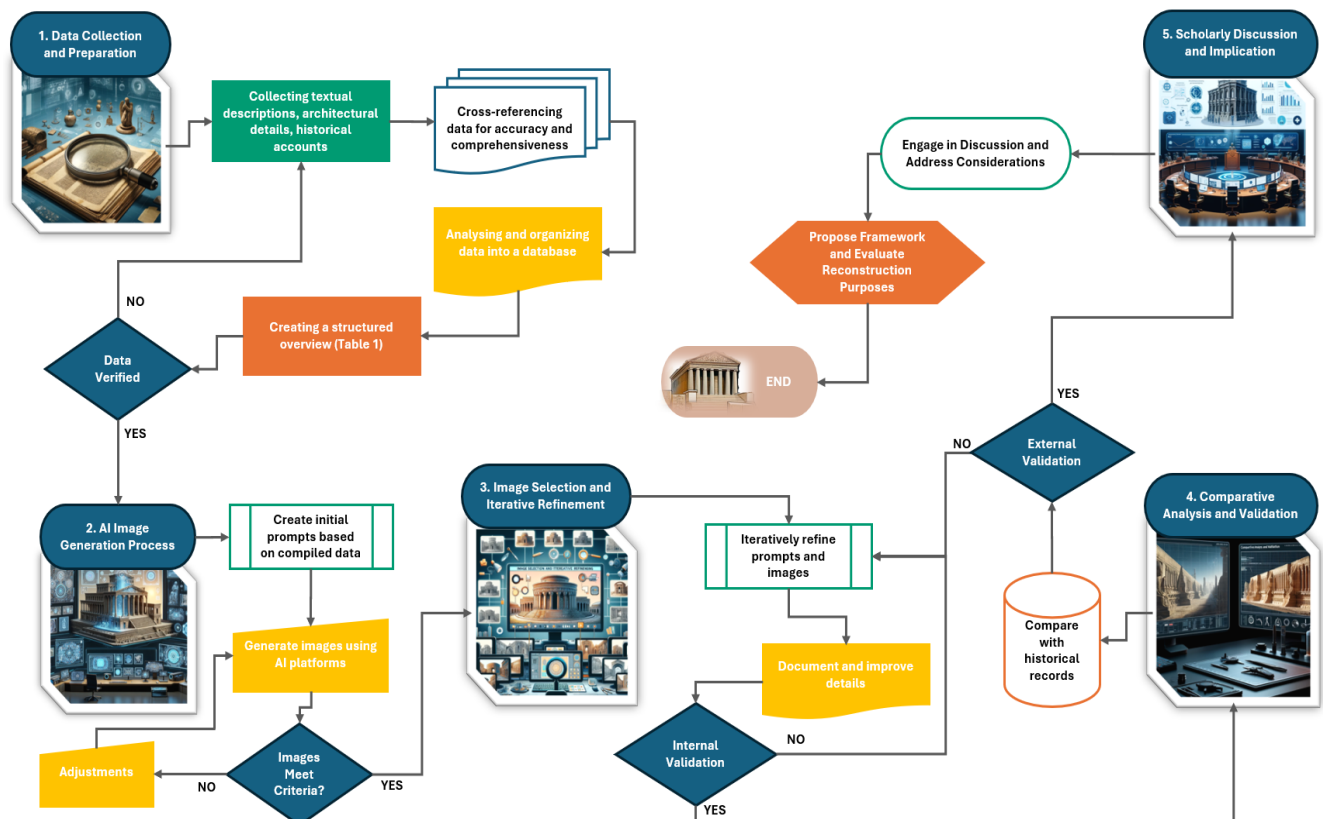 1. Data Collection
and Preparation
Collecting textual
descriptions, architectural
details, historical
accounts
Cross-referencing
data for accuracy and
comprehensiveness
Analysing and organizing
data into a database
Creating a structured
overview (Table 1)
Data
Verified
NO
YES
2. AI Image
Generation Process
Create initial
prompts based
on compiled data
Generate images using
AI platforms
Images
Meet
Criteria?
NO
Adjustments
YES
3. Image Selection and
Iterative Refinement
IMAGE SELECTION AND ITERATIVE REFINEMENT
Iteratively refine
prompts and
images
Document and improve
details
Internal
Validation
NO
YES
4. Comparative
Analysis and Validation
Compare
with
historical
records
External
Validation
NO
YES
5. Scholarly Discussion
and Implication
Engage in Discussion and
Address Considerations
Propose Framework
and Evaluate
Reconstruction
Purposes
END